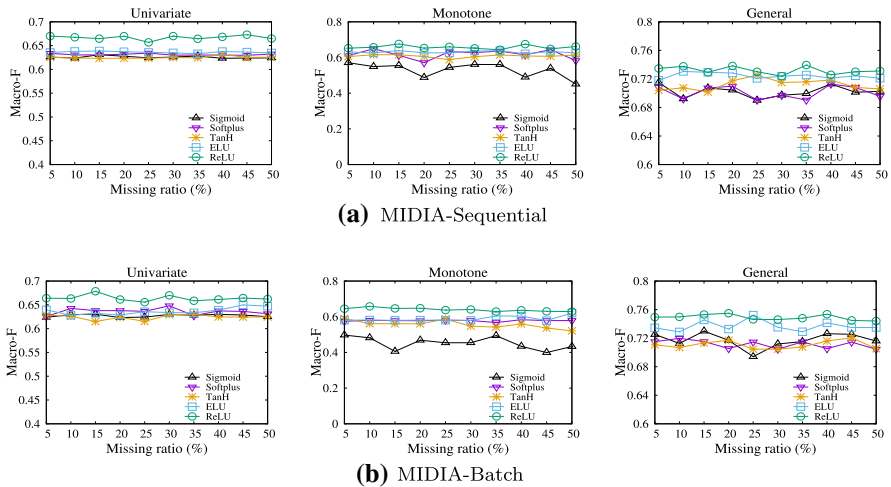 Univariate
Monotone
General
0.7
0.65
0.6
0.55
0.5
0.45
0.4
Macro-F
Sigmoid
Softplus
TanH
ELU
ReLU
5 10 15 20 25 30 35 40 45 50
Missing ratio (%)
0.8
0.6
0.4
0.2
0
Macro-F
Sigmoid
Softplus
TanH
ELU
ReLU
5 10 15 20 25 30 35 40 45 50
Missing ratio (%)
0.8
0.76
0.72
0.68
0.64
0.6
Macro-F
Sigmoid
Softplus
TanH
ELU
ReLU
5 10 15 20 25 30 35 40 45 50
Missing ratio (%)
(a) MIDIA-Sequential
Univariate
Monotone
General
0.7
0.65
0.6
0.55
0.5
0.45
0.4
Macro-F
Sigmoid
Softplus
TanH
ELU
ReLU
5 10 15 20 25 30 35 40 45 50
Missing ratio (%)
0.8
0.6
0.4
0.2
0
Macro-F
Sigmoid
Softplus
TanH
ELU
ReLU
5 10 15 20 25 30 35 40 45 50
Missing ratio (%)
0.8
0.76
0.72
0.68
0.64
0.6
Macro-F
Sigmoid
Softplus
TanH
ELU
ReLU
5 10 15 20 25 30 35 40 45 50
Missing ratio (%)
(b) MIDIA-Batch